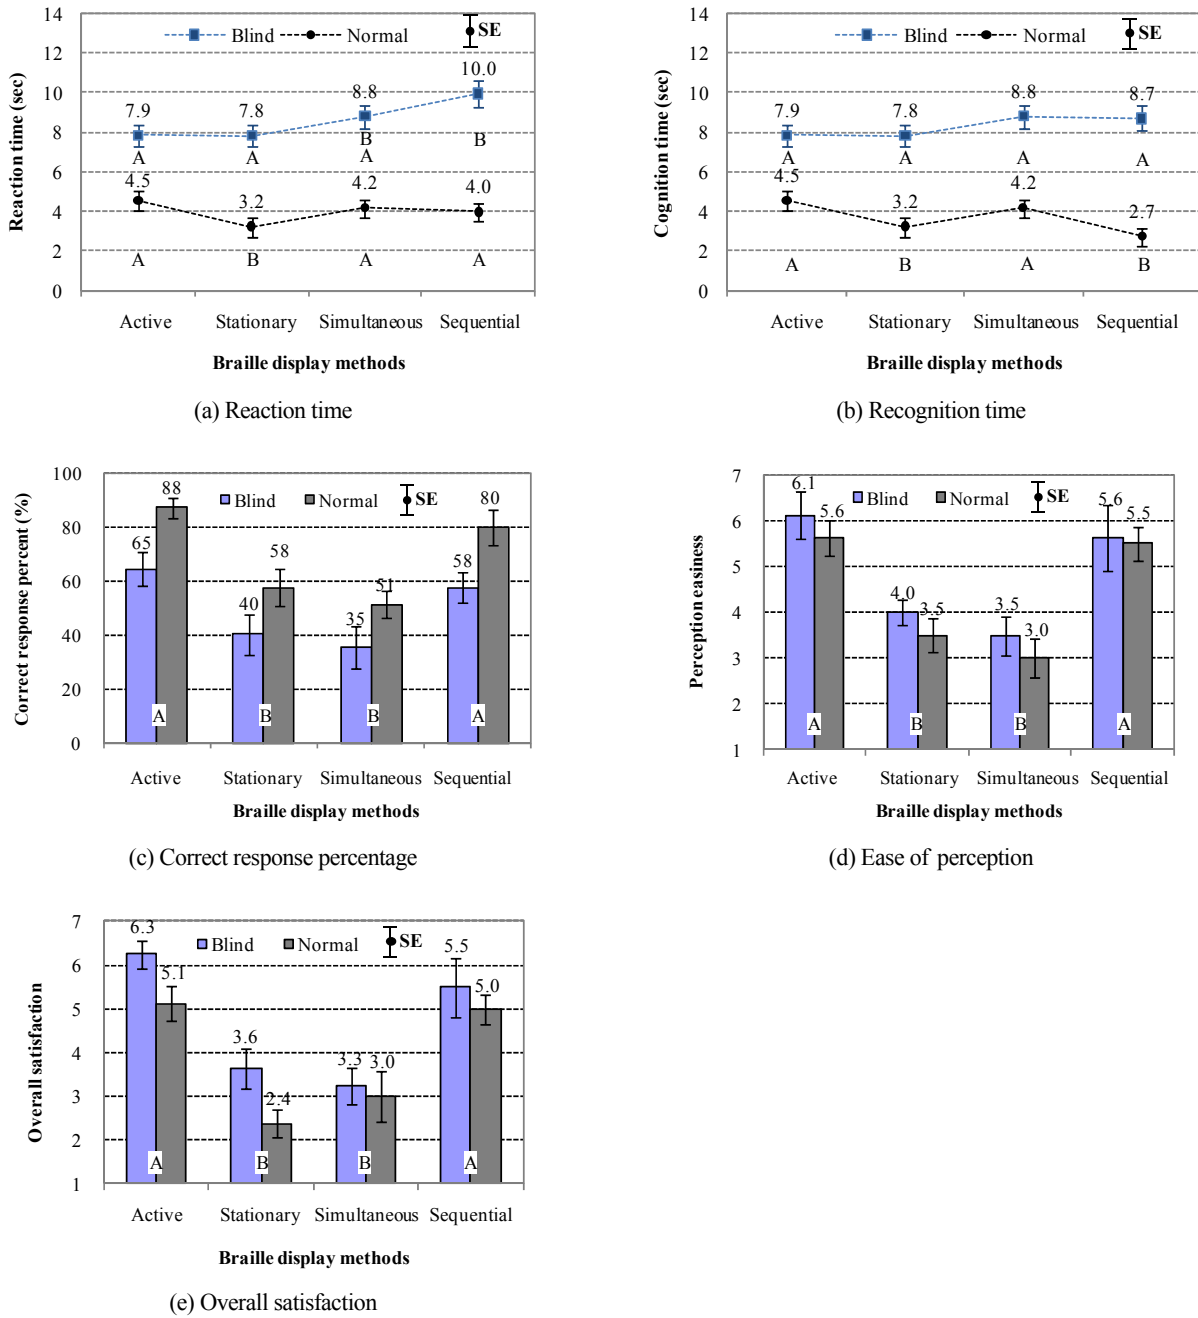 14
12
10
8
6
4
2
0
Reaction time (sec)
Blind
Normal
SE
7.9
7.8
8.8
10.0
A
A
B
A
B
4.5
3.2
4.2
4.0
A
B
A
A
Active
Stationary
Simultaneous
Sequential
Braille display methods
(a) Reaction time
14
12
10
8
6
4
2
0
Cognition time (sec)
Blind
Normal
SE
7.9
7.8
8.8
8.7
A
A
A
A
4.5
3.2
4.2
2.7
A
B
A
B
Active
Stationary
Simultaneous
Sequential
Braille display methods
(b) Recognition time
100
80
60
40
20
0
Correct response percent (%)
Blind
Normal
SE
65
88
40
58
35
51
58
80
A
B
B
A
Active
Stationary
Simultaneous
Sequential
Braille display methods
(c) Correct response percentage
7
6
5
4
3
2
1
Perception easiness
Blind
Normal
SE
6.1
5.6
4.0
3.5
3.5
3.0
5.6
5.5
A
B
B
A
Active
Stationary
Simultaneous
Sequential
Braille display methods
(d) Ease of perception
7
6
5
4
3
2
1
Overall satisfaction
Blind
Normal
SE
6.3
5.1
3.6
2.4
3.3
3.0
5.5
5.0
A
B
B
A
Active
Stationary
Simultaneous
Sequential
Braille display methods
(e) Overall satisfaction